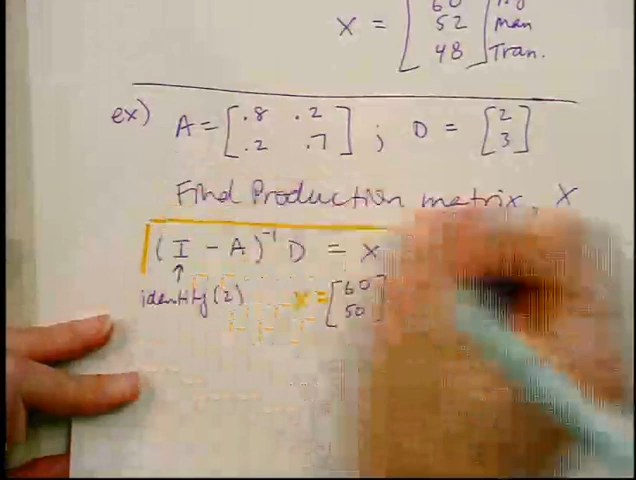 60
X = 52 Man
48 Tran.
ex) A = [.8 .2 ; D = [2
.2 .7] 3]
Find Production matrix, X
(I - A)⁻¹ D = X
↑
identity(2) X = [60
50]